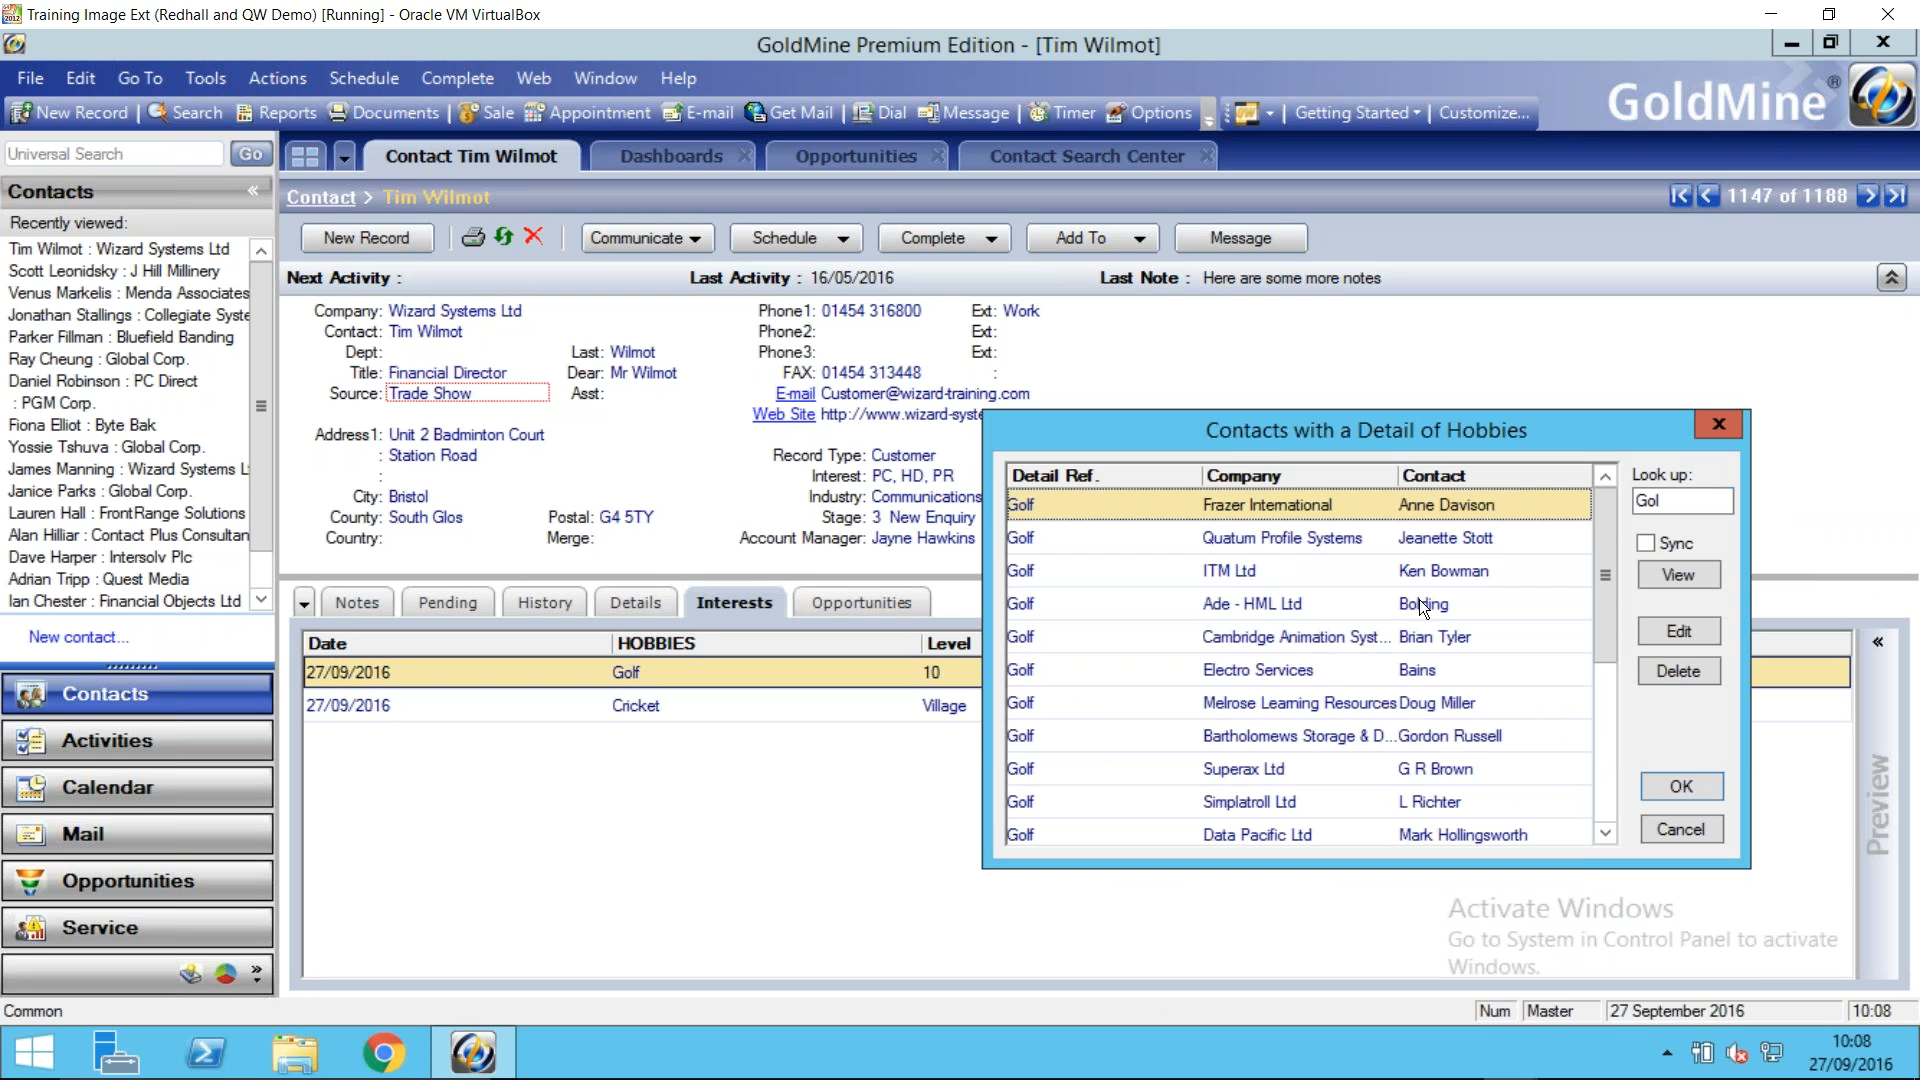 Training Image Ext (Redhall and QW Demo) [Running] - Oracle VM VirtualBox
GoldMine Premium Edition - [Tim Wilmot]
File Edit Go To Tools Actions Schedule Complete Web Window Help
New Record Search Reports Documents Sale Appointment E-mail Get Mail Dial Message Timer Options Getting Started Customize...
GoldMine®
Universal Search Go
Contact Tim Wilmot Dashboards Opportunities Contact Search Center
Contacts «
Contact > Tim Wilmot 1147 of 1188
Recently viewed:
Tim Wilmot : Wizard Systems Ltd
Scott Leonidsky : J Hill Millinery
Venus Markelis : Menda Associates
Jonathan Stallings : Collegiate Syste
Parker Fillman : Bluefield Banding
Ray Cheung : Global Corp.
Daniel Robinson : PC Direct
: PGM Corp.
Fiona Elliot : Byte Bak
Yossie Tshuva : Global Corp.
James Manning : Wizard Systems L
Janice Parks : Global Corp.
Lauren Hall : FrontRange Solutions
Alan Hilliar : Contact Plus Consultan
Dave Harper : Intersolv Plc
Adrian Tripp : Quest Media
Ian Chester : Financial Objects Ltd
New contact...
Contacts
Activities
Calendar
Mail
Opportunities
Service
New Record Communicate Schedule Complete Add To Message
Next Activity : Last Activity : 16/05/2016 Last Note : Here are some more notes
Company: Wizard Systems Ltd Phone1: 01454 316800 Ext: Work
Contact: Tim Wilmot Phone2: Ext:
Dept: Last: Wilmot Phone3: Ext:
Title: Financial Director Dear: Mr Wilmot FAX: 01454 313448 :
Source: Trade Show Asst: E-mail Customer@wizard-training.com
Web Site http://www.wizard-syste
Address1: Unit 2 Badminton Court
: Station Road Record Type: Customer
: Interest: PC, HD, PR
City: Bristol Industry: Communications
County: South Glos Postal: G4 5TY Stage: 3 New Enquiry
Country: Merge: Account Manager: Jayne Hawkins
Notes Pending History Details Interests Opportunities
Date HOBBIES Level
27/09/2016 Golf 10
27/09/2016 Cricket Village
«
Preview
Contacts with a Detail of Hobbies
Detail Ref. Company Contact
Golf Frazer International Anne Davison
Golf Quatum Profile Systems Jeanette Stott
Golf ITM Ltd Ken Bowman
Golf Ade - HML Ltd
Golf Cambridge Animation Syst... Brian Tyler
Golf Electro Services Bains
Golf Melrose Learning Resources Doug Miller
Golf Bartholomews Storage & D... Gordon Russell
Golf Superax Ltd G R Brown
Golf Simplatroll Ltd L Richter
Golf Data Pacific Ltd Mark Hollingsworth
Look up:
Gol
Sync
View
Edit
Delete
OK
Cancel
Activate Windows
Go to System in Control Panel to activate
Windows.
Common Num Master 27 September 2016 10:08
10:08
27/09/2016